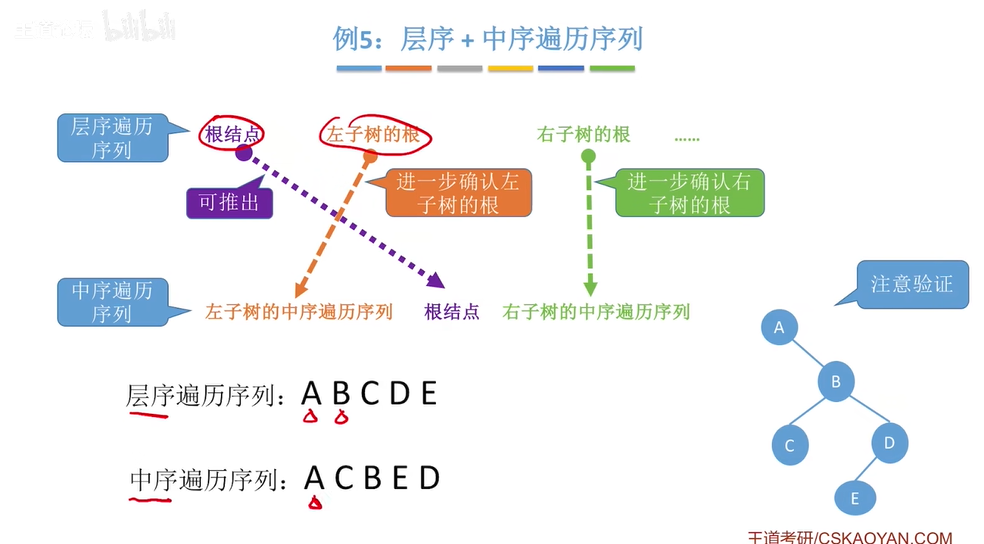 bilibili
例5：层序 + 中序遍历序列
层序遍历
序列
根结点
左子树的根
右子树的根
……
可推出
进一步确认左
子树的根
进一步确认右
子树的根
中序遍历
序列
左子树的中序遍历序列
根结点
右子树的中序遍历序列
注意验证
层序遍历序列：A B C D E
中序遍历序列：A C B E D
A
B
C
D
E
王道考研/CSKAOYAN.COM